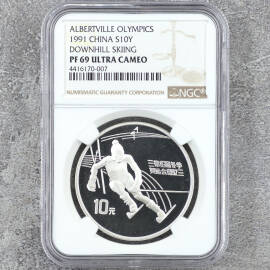 ALBERTVILLE OLYMPICS
1991 CHINA S10Y
DOWNHILL SKIING
PF 69 ULTRA CAMEO
4416170-007
NUMISMATIC GUARANTY CORPORATION
NGC
10元